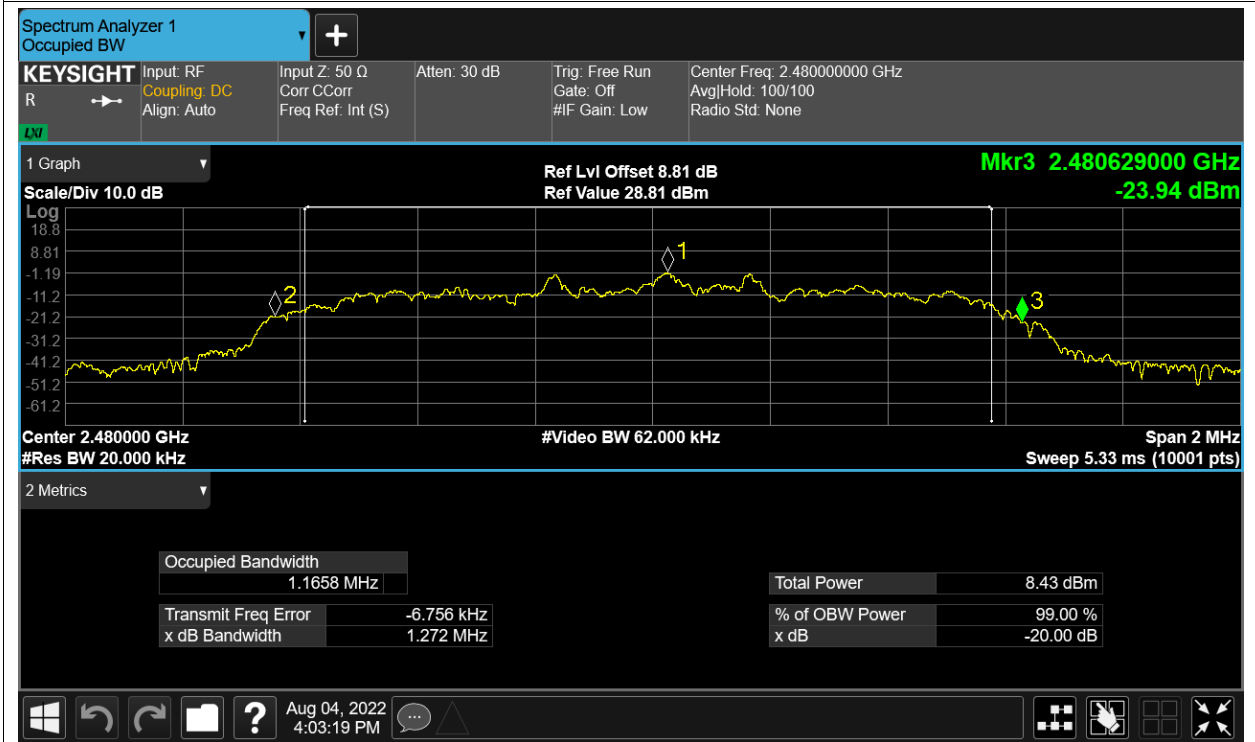 Spectrum Analyzer 1
Occupied BW
KEYSIGHT
R
LXI
Input: RF
Coupling: DC
Align: Auto
Input Z: 50 Ω
Corr CCorr
Freq Ref: Int (S)
Atten: 30 dB
Trig: Free Run
Gate: Off
#IF Gain: Low
Center Freq: 2.480000000 GHz
Avg|Hold: 100/100
Radio Std: None
1 Graph
Scale/Div 10.0 dB
Ref Lvl Offset 8.81 dB
Ref Value 28.81 dBm
Mkr3 2.480629000 GHz
-23.94 dBm
Log
18.8
8.81
-1.19
-11.2
-21.2
-31.2
-41.2
-51.2
-61.2
2
1
3
Center 2.480000 GHz
#Video BW 62.000 kHz
Span 2 MHz
#Res BW 20.000 kHz
Sweep 5.33 ms (10001 pts)
2 Metrics
Occupied Bandwidth
1.1658 MHz
Transmit Freq Error -6.756 kHz
x dB Bandwidth 1.272 MHz
Total Power 8.43 dBm
% of OBW Power 99.00 %
x dB -20.00 dB
?
Aug 04, 2022
4:03:19 PM